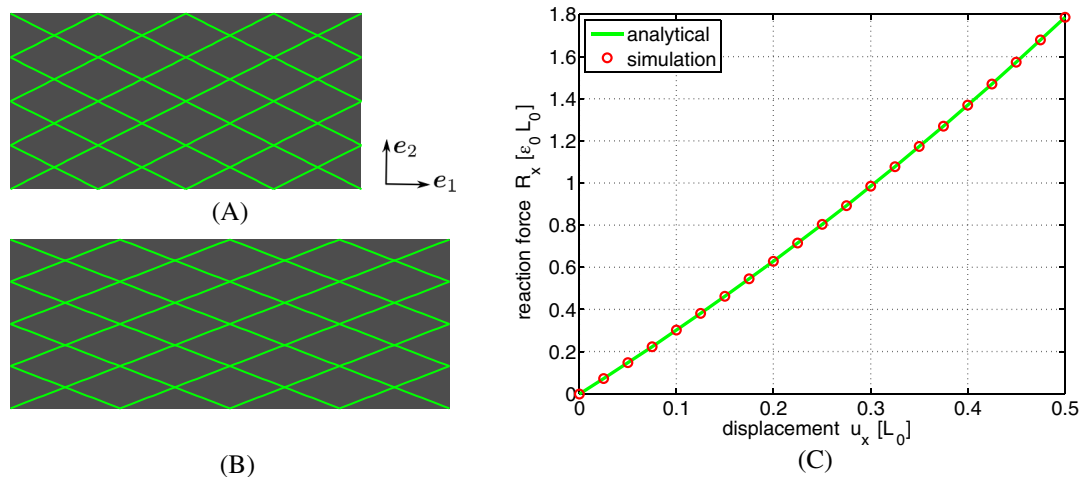 e₂
e₁
(A)
(B)
analytical
simulation
reaction force R_x [ε₀ L₀]
1.8
1.6
1.4
1.2
1
0.8
0.6
0.4
0.2
0
0 0.1 0.2 0.3 0.4 0.5
displacement u_x [L₀]
(C)